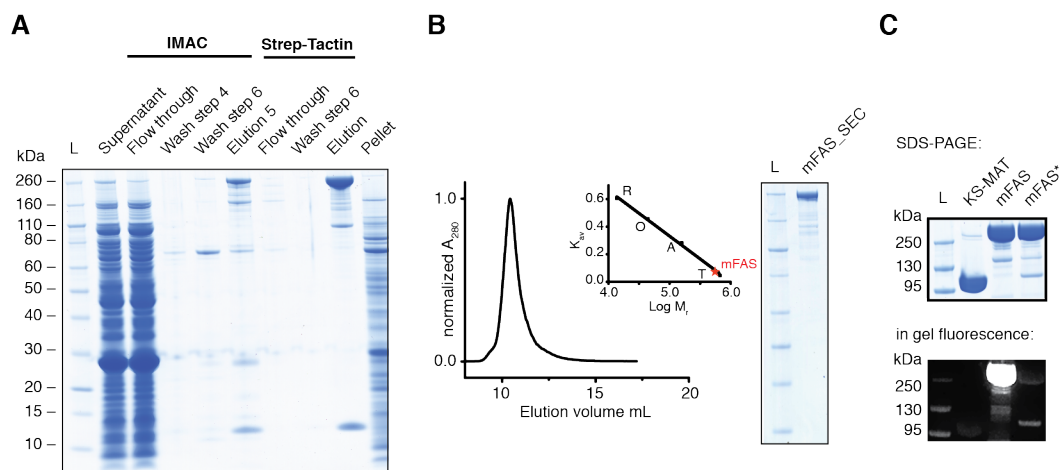 A
IMAC
Strep-Tactin
kDa
L
Supernatant
Flow through
Wash step 4
Wash step 6
Elution 5
Flow through
Wash step 6
Elution
Pellet
260
160
110
80
60
50
40
30
20
15
10
B
normalized A280
1.0
0.0
10
15
20
Elution volume mL
Kav
0.6
0.4
0.2
0.0
R
O
A
T
mFAS
4.0
5.0
6.0
Log Mr
L
mFAS_SEC
C
SDS-PAGE:
L
KS-MAT
mFAS
mFAS*
kDa
250
130
95
in gel fluorescence:
kDa
250
130
95